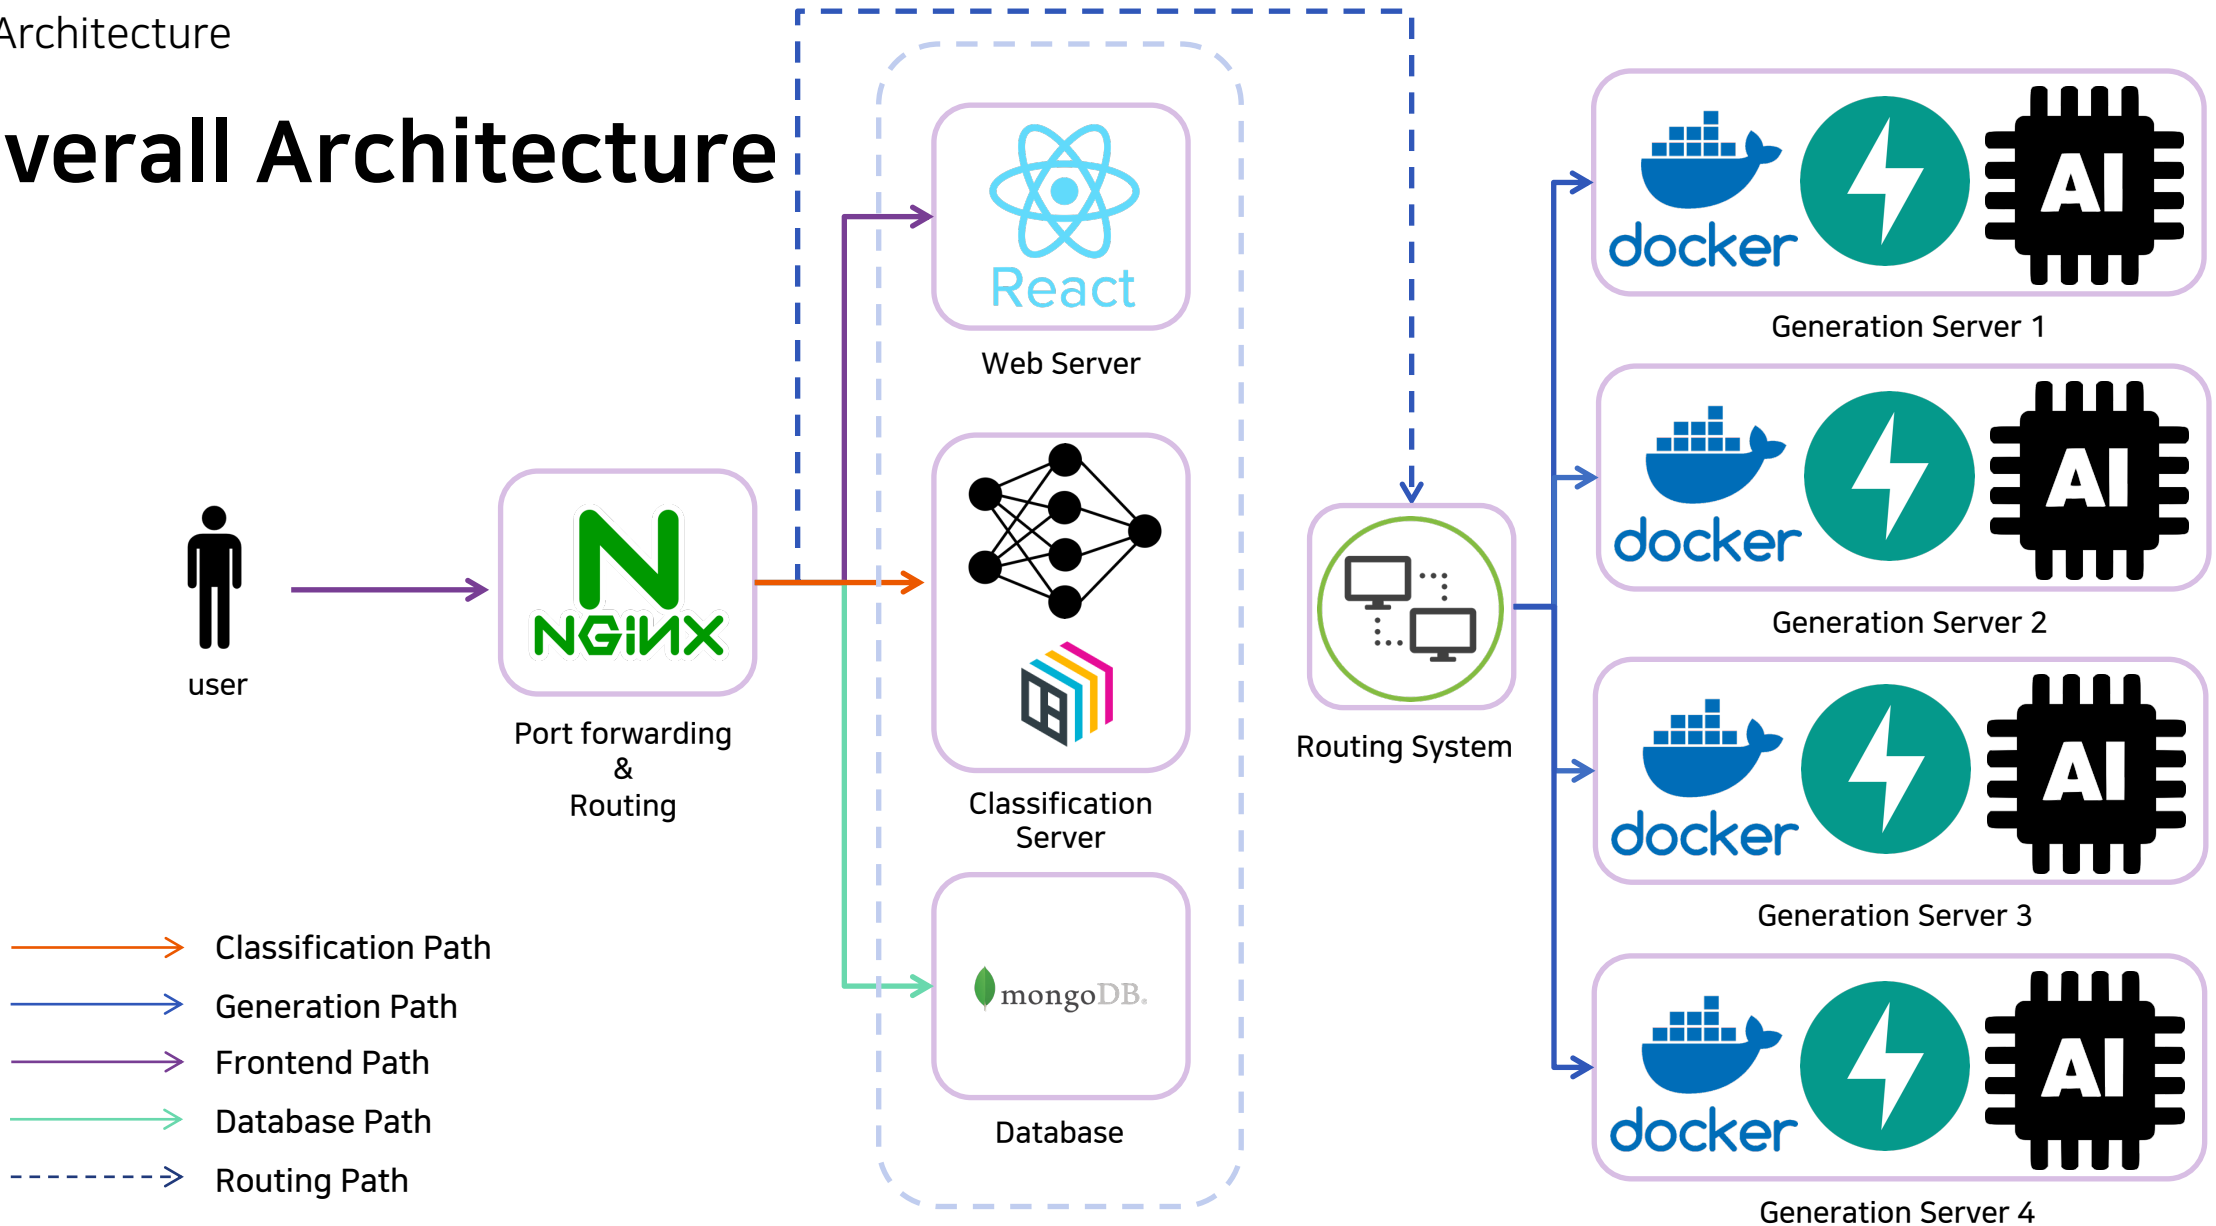 Architecture
verall Architecture
React
Web Server
NGiNX
user
Port forwarding
&
Routing
Classification
Server
mongoDB.
Database
Routing System
docker
AI
Generation Server 1
docker
AI
Generation Server 2
docker
AI
Generation Server 3
docker
AI
Generation Server 4
Classification Path
Generation Path
Frontend Path
Database Path
Routing Path